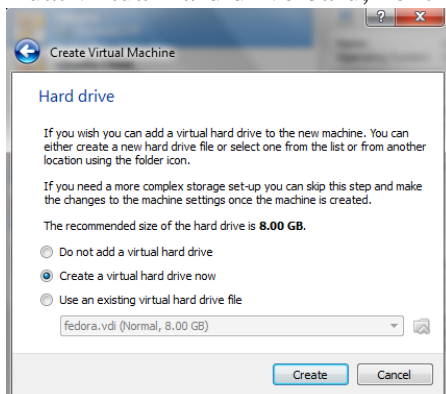 Create Virtual Machine
Hard drive
If you wish you can add a virtual hard drive to the new machine. You can
either create a new hard drive file or select one from the list or from another
location using the folder icon.
If you need a more complex storage set-up you can skip this step and make
the changes to the machine settings once the machine is created.
The recommended size of the hard drive is 8.00 GB.
Do not add a virtual hard drive
Create a virtual hard drive now
Use an existing virtual hard drive file
fedora.vdi (Normal, 8.00 GB)
Create Cancel